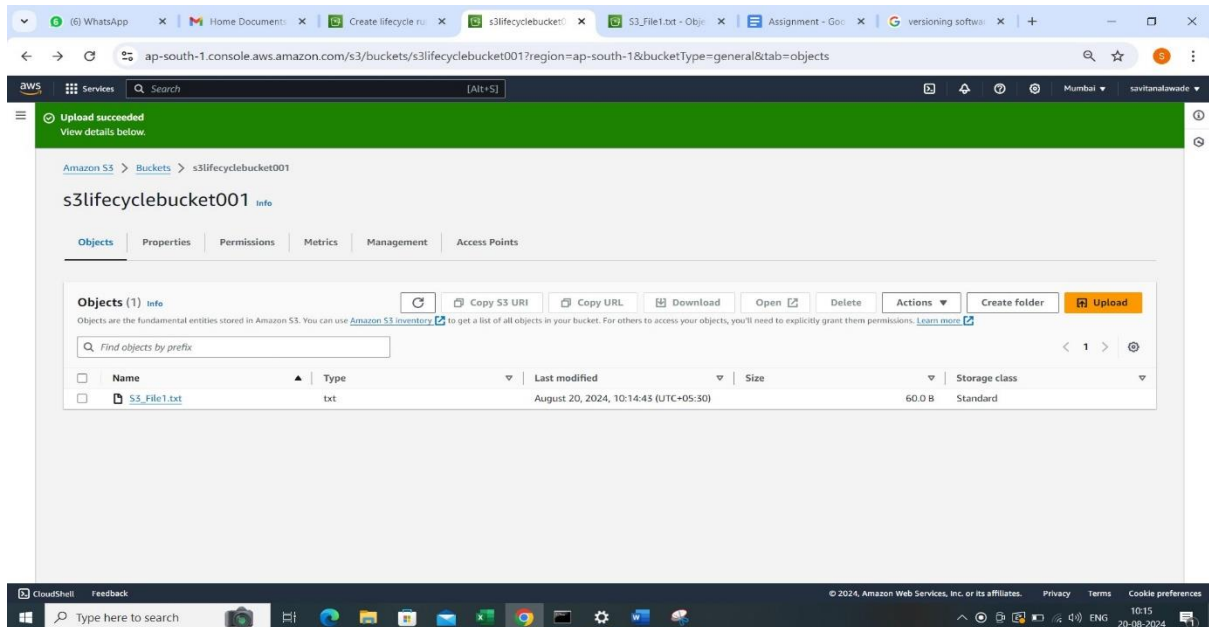 (6) WhatsApp
Home Documents
Create lifecycle ru
s3lifecyclebucket0
S3_File1.txt - Obje
Assignment - Goo
versioning softwa
ap-south-1.console.aws.amazon.com/s3/buckets/s3lifecyclebucket001?region=ap-south-1&bucketType=general&tab=objects
S
aws Services Search [Alt+S] Mumbai savitanalawade
Upload succeeded
View details below.
Amazon S3 > Buckets > s3lifecyclebucket001
s3lifecyclebucket001 Info
Objects Properties Permissions Metrics Management Access Points
Objects (1) Info Copy S3 URI Copy URL Download Open Delete Actions Create folder Upload
Objects are the fundamental entities stored in Amazon S3. You can use Amazon S3 inventory to get a list of all objects in your bucket. For others to access your objects, you'll need to explicitly grant them permissions. Learn more
Find objects by prefix < 1 >
Name Type Last modified Size Storage class
S3_File1.txt txt August 20, 2024, 10:14:43 (UTC+05:30) 60.0 B Standard
CloudShell Feedback © 2024, Amazon Web Services, Inc. or its affiliates. Privacy Terms Cookie preferences
Type here to search ENG 10:15
20-08-2024